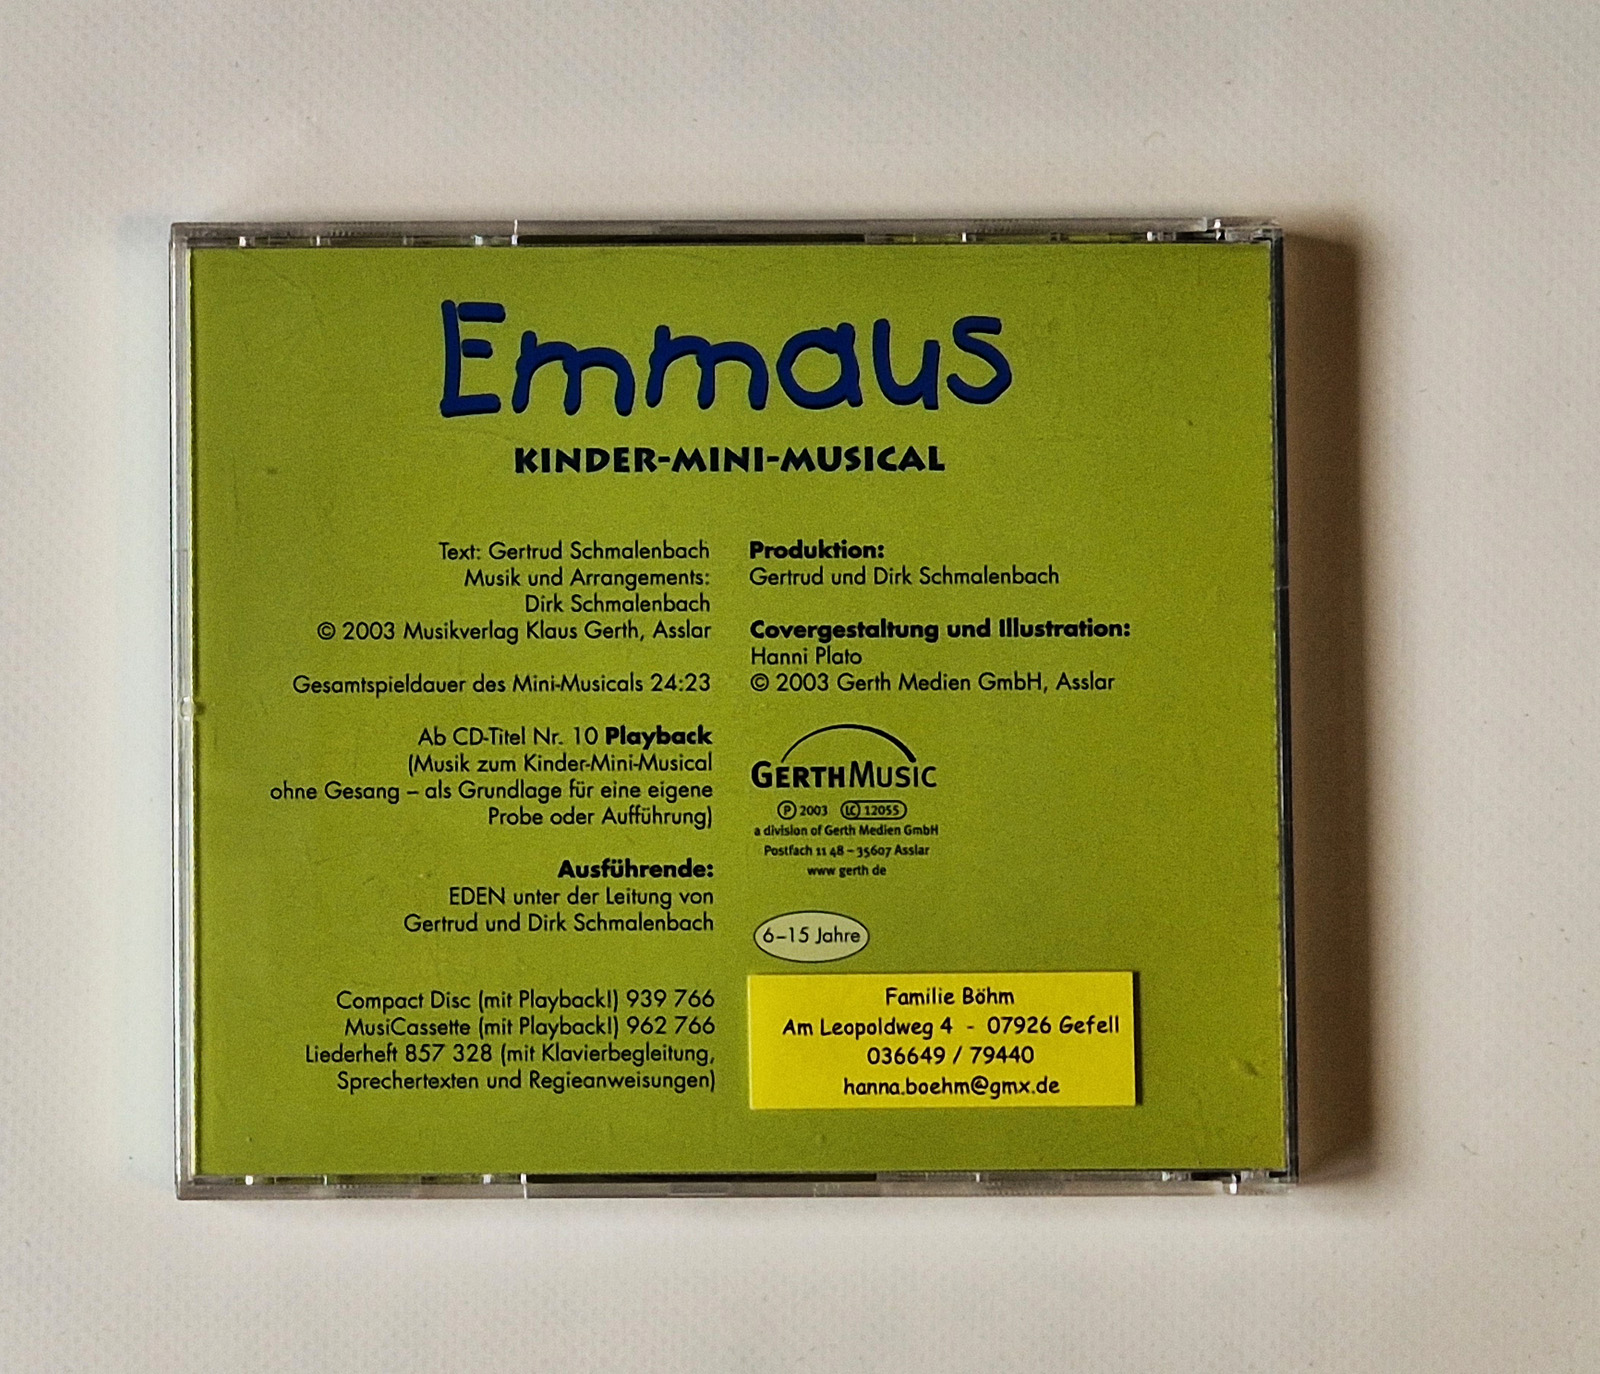 Emmaus
KINDER-MINI-MUSICAL
Text: Gertrud Schmalenbach
Musik und Arrangements:
Dirk Schmalenbach
© 2003 Musikverlag Klaus Gerth, Asslar
Gesamtspieldauer des Mini-Musicals 24:23
Ab CD-Titel Nr. 10 Playback
(Musik zum Kinder-Mini-Musical
ohne Gesang – als Grundlage für eine eigene
Probe oder Aufführung)
Ausführende:
EDEN unter der Leitung von
Gertrud und Dirk Schmalenbach
Compact Disc (mit Playback!) 939 766
MusiCassette (mit Playback!) 962 766
Liederheft 857 328 (mit Klavierbegleitung,
Sprechertexten und Regieanweisungen)
Produktion:
Gertrud und Dirk Schmalenbach
Covergestaltung und Illustration:
Hanni Plato
© 2003 Gerth Medien GmbH, Asslar
GERTHMUSIC
℗ 2003 LC 12055
a division of Gerth Medien GmbH
Postfach 11 48 – 35607 Asslar
www gerth de
6–15 Jahre
Familie Böhm
Am Leopoldweg 4 - 07926 Gefell
036649 / 79440
hanna.boehm@gmx.de